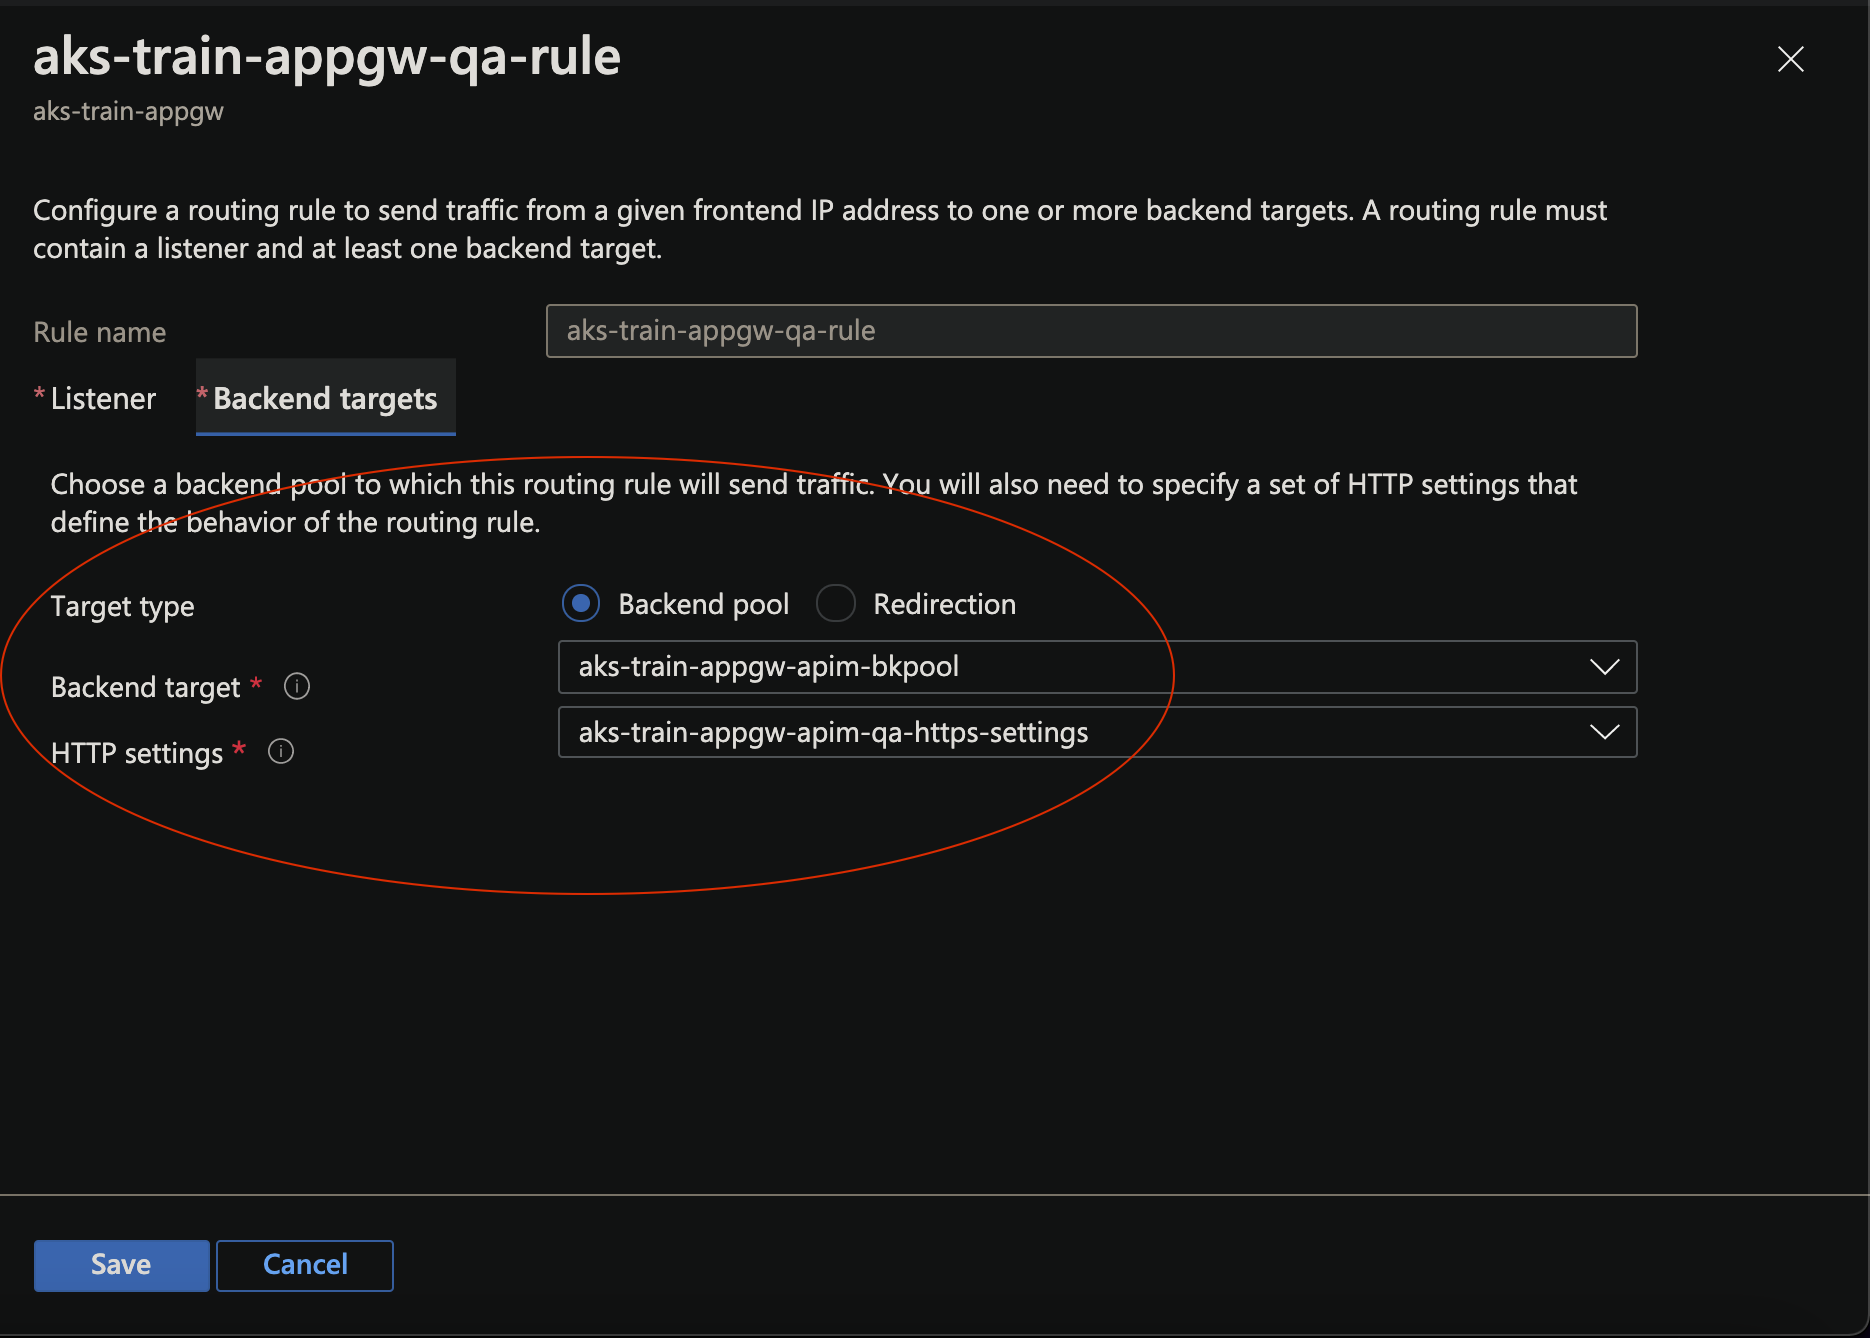 aks-train-appgw-qa-rule
aks-train-appgw
Configure a routing rule to send traffic from a given frontend IP address to one or more backend targets. A routing rule must
contain a listener and at least one backend target.
Rule name aks-train-appgw-qa-rule
* Listener * Backend targets
Choose a backend pool to which this routing rule will send traffic. You will also need to specify a set of HTTP settings that
define the behavior of the routing rule.
Target type Backend pool Redirection
Backend target * aks-train-appgw-apim-bkpool
HTTP settings * aks-train-appgw-apim-qa-https-settings
Save Cancel